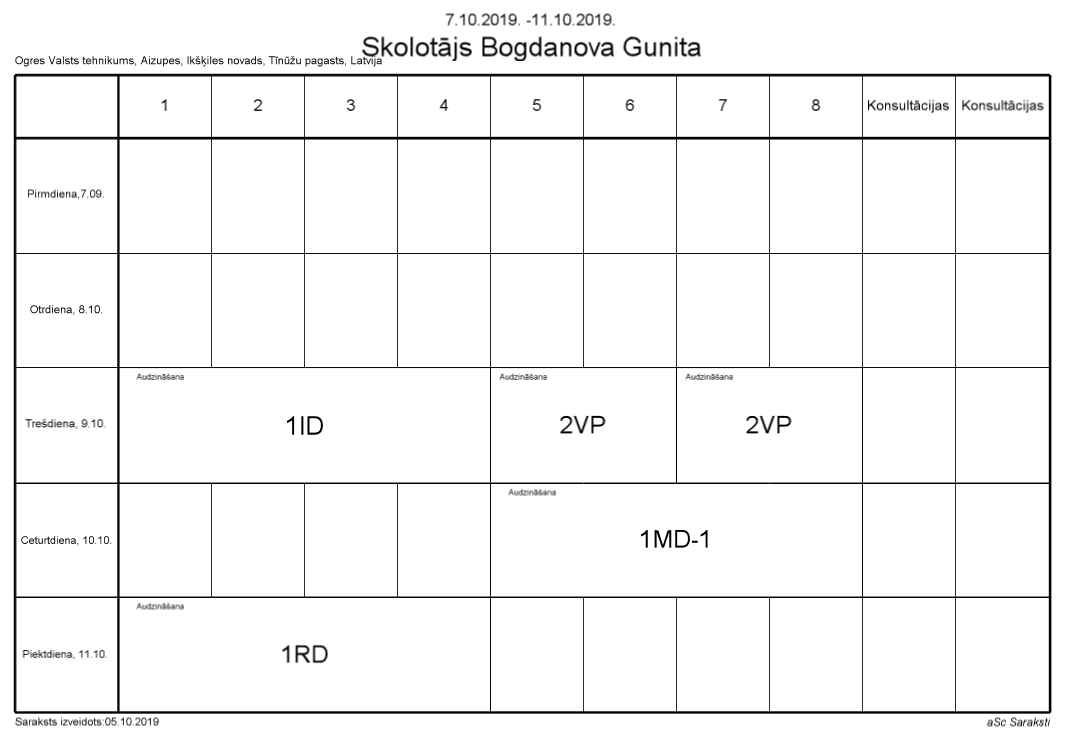 7.10.2019. -11.10.2019.
Skolotājs Bogdanova Gunita
Ogres Valsts tehnikums, Aizupes, Ikšķiles novads, Tīnūžu pagasts, Latvija
1 2 3 4 5 6 7 8 Konsultācijas Konsultācijas
Pirmdiena,7.09.
Otrdiena, 8.10.
Audzināšana Audzināšana Audzināšana
Trešdiena, 9.10. 1ID 2VP 2VP
Audzināšana
Ceturtdiena, 10.10. 1MD-1
Audzināšana
Piektdiena, 11.10. 1RD
Saraksts izveidots:05.10.2019 aSc Saraksti